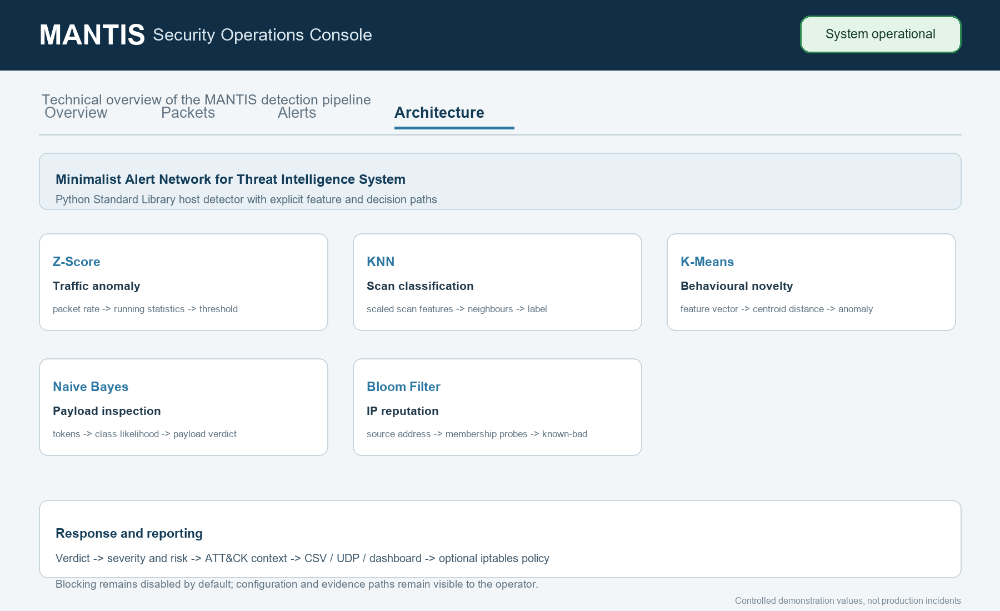 MANTIS Security Operations Console
System operational
Technical overview of the MANTIS detection pipeline
Overview Packets Alerts Architecture
Minimalist Alert Network for Threat Intelligence System
Python Standard Library host detector with explicit feature and decision paths
Z-Score
Traffic anomaly
packet rate -> running statistics -> threshold
KNN
Scan classification
scaled scan features -> neighbours -> label
K-Means
Behavioural novelty
feature vector -> centroid distance -> anomaly
Naive Bayes
Payload inspection
tokens -> class likelihood -> payload verdict
Bloom Filter
IP reputation
source address -> membership probes -> known-bad
Response and reporting
Verdict -> severity and risk -> ATT&CK context -> CSV / UDP / dashboard -> optional iptables policy
Blocking remains disabled by default; configuration and evidence paths remain visible to the operator.
Controlled demonstration values, not production incidents